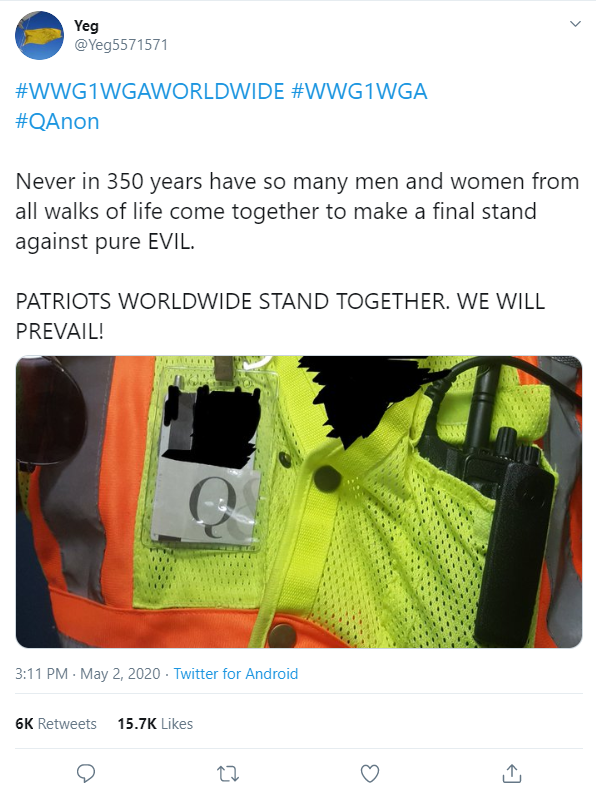 Yeg
@Yeg5571571
#WWG1WGAWORLDWIDE #WWG1WGA
#QAnon
Never in 350 years have so many men and women from
all walks of life come together to make a final stand
against pure EVIL.
PATRIOTS WORLDWIDE STAND TOGETHER. WE WILL
PREVAIL!
Q
3:11 PM · May 2, 2020 · Twitter for Android
6K Retweets 15.7K Likes